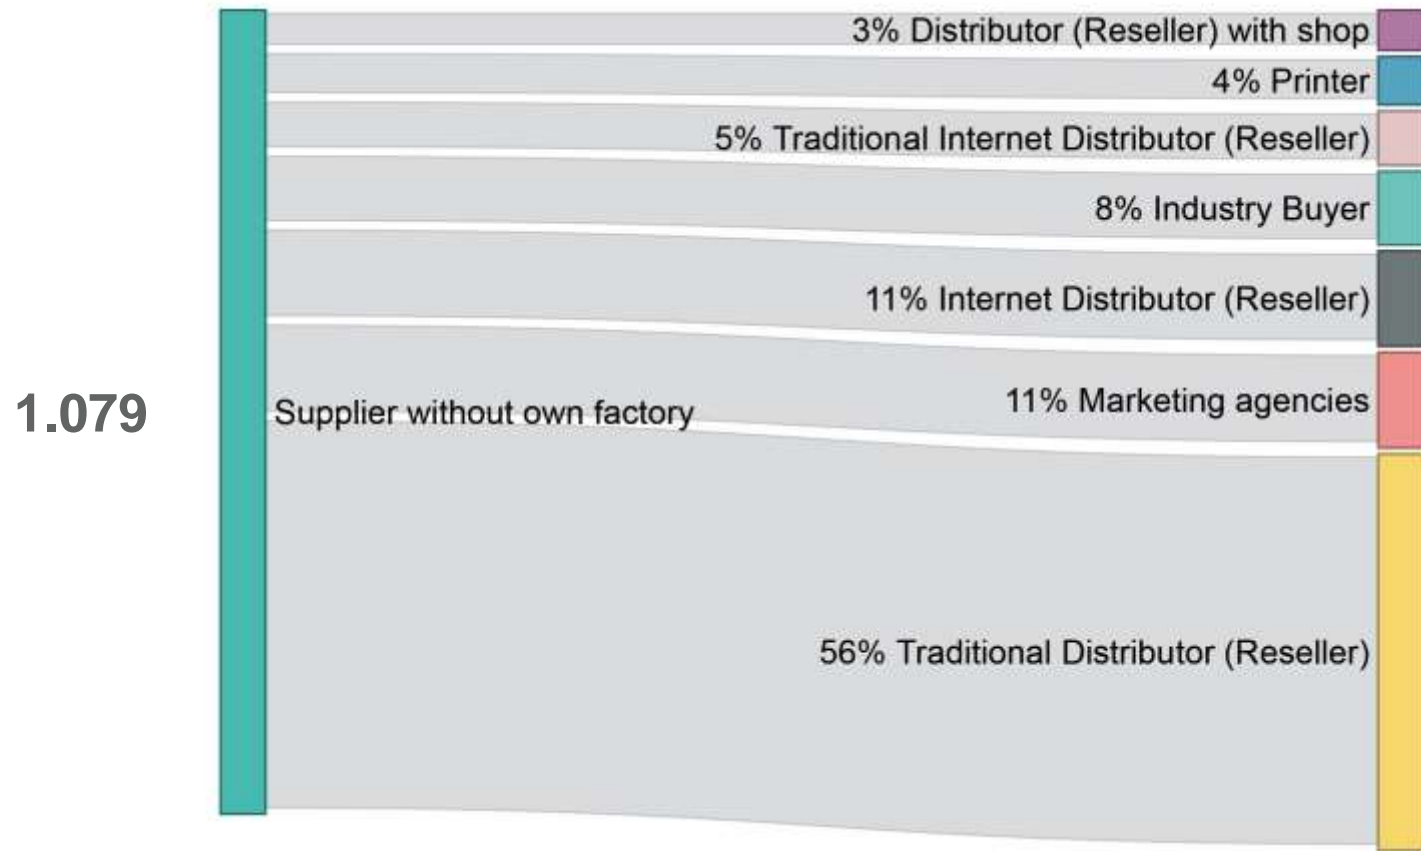 3% Distributor (Reseller) with shop
4% Printer
5% Traditional Internet Distributor (Reseller)
8% Industry Buyer
11% Internet Distributor (Reseller)
11% Marketing agencies
1.079
Supplier without own factory
56% Traditional Distributor (Reseller)